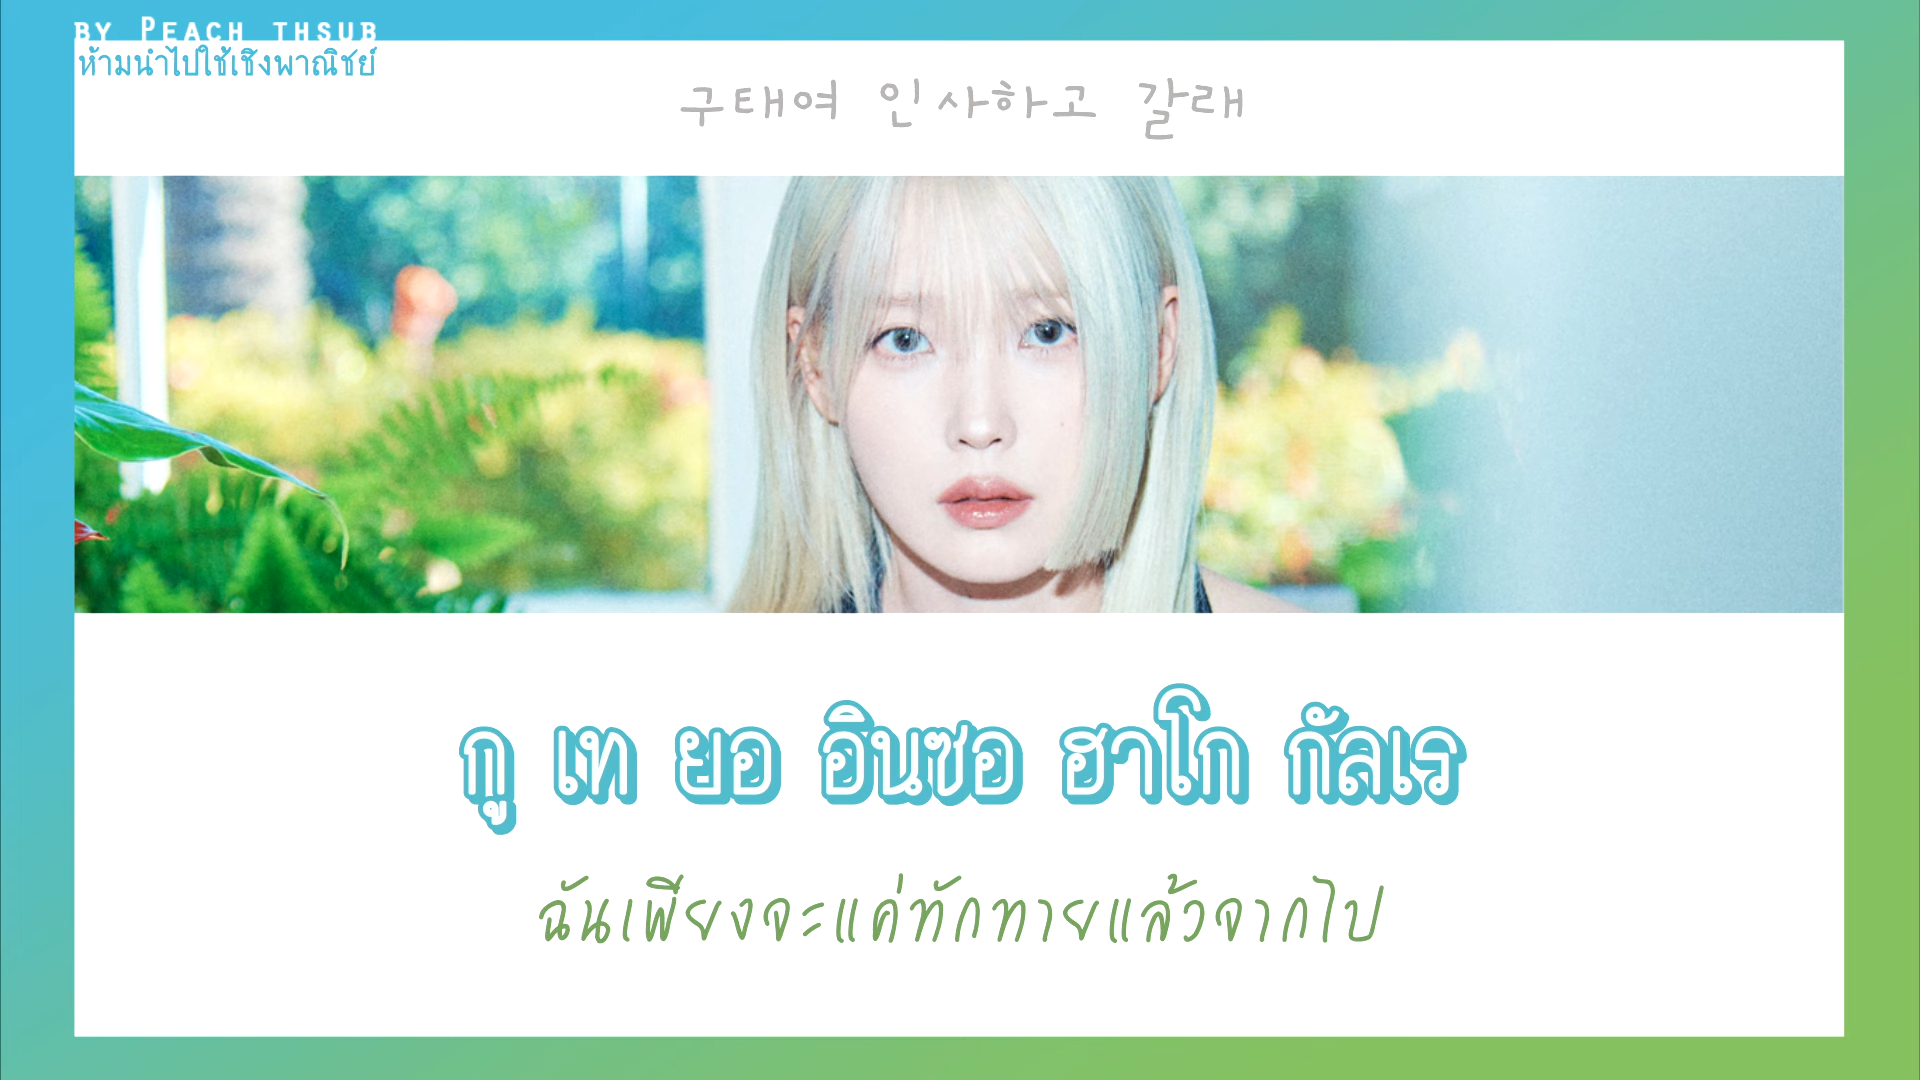 BY PEACH THSUB
ห้ามนำไปใช้เชิงพาณิชย์
구태여 인사하고 갈래
กู เท ยอ อินซอ ฮาโก กัลเร
ฉันเพียงจะแค่ทักทายแล้วจากไป